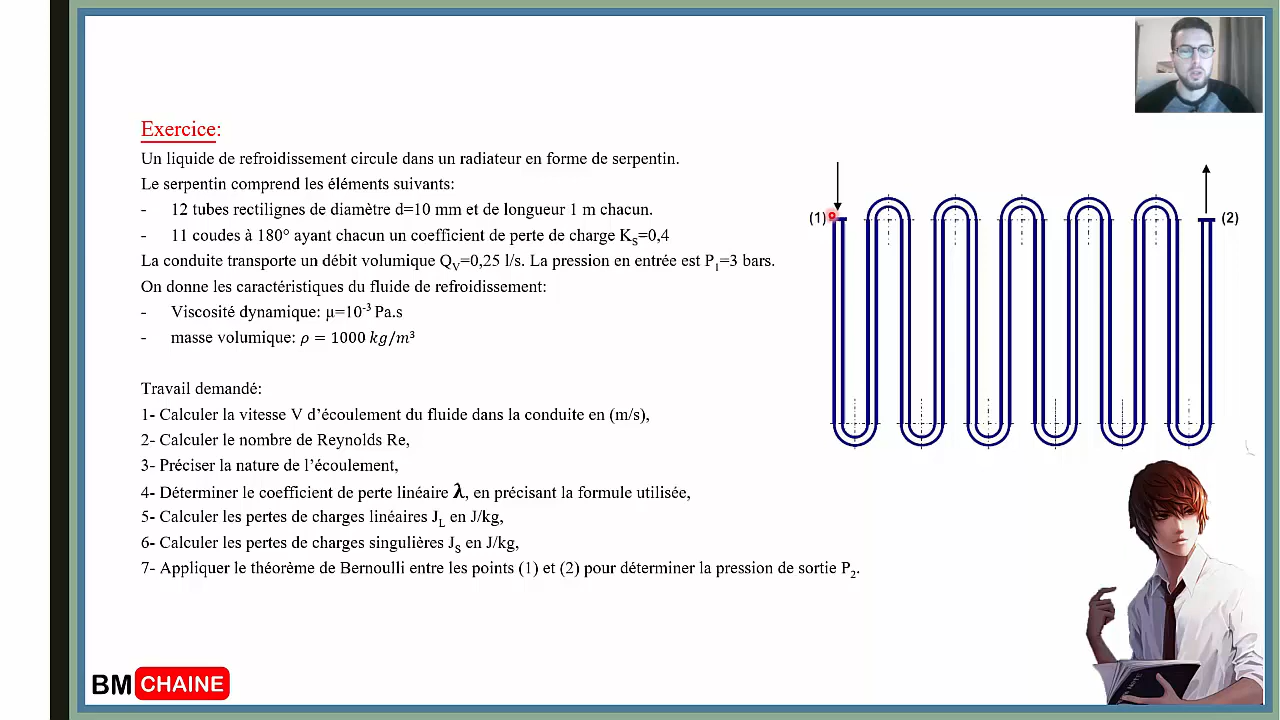 Exercice:
Un liquide de refroidissement circule dans un radiateur en forme de serpentin.
Le serpentin comprend les éléments suivants:
- 12 tubes rectilignes de diamètre d=10 mm et de longueur 1 m chacun.
- 11 coudes à 180° ayant chacun un coefficient de perte de charge Kₛ=0,4
La conduite transporte un débit volumique Qᵥ=0,25 l/s. La pression en entrée est P₁=3 bars.
On donne les caractéristiques du fluide de refroidissement:
- Viscosité dynamique: μ=10⁻³ Pa.s
- masse volumique: ρ = 1000 kg/m³
Travail demandé:
1- Calculer la vitesse V d’écoulement du fluide dans la conduite en (m/s),
2- Calculer le nombre de Reynolds Re,
3- Préciser la nature de l’écoulement,
4- Déterminer le coefficient de perte linéaire λ, en précisant la formule utilisée,
5- Calculer les pertes de charges linéaires J_L en J/kg,
6- Calculer les pertes de charges singulières Jₛ en J/kg,
7- Appliquer le théorème de Bernoulli entre les points (1) et (2) pour déterminer la pression de sortie P₂.
(1)
(2)
BM CHAINE